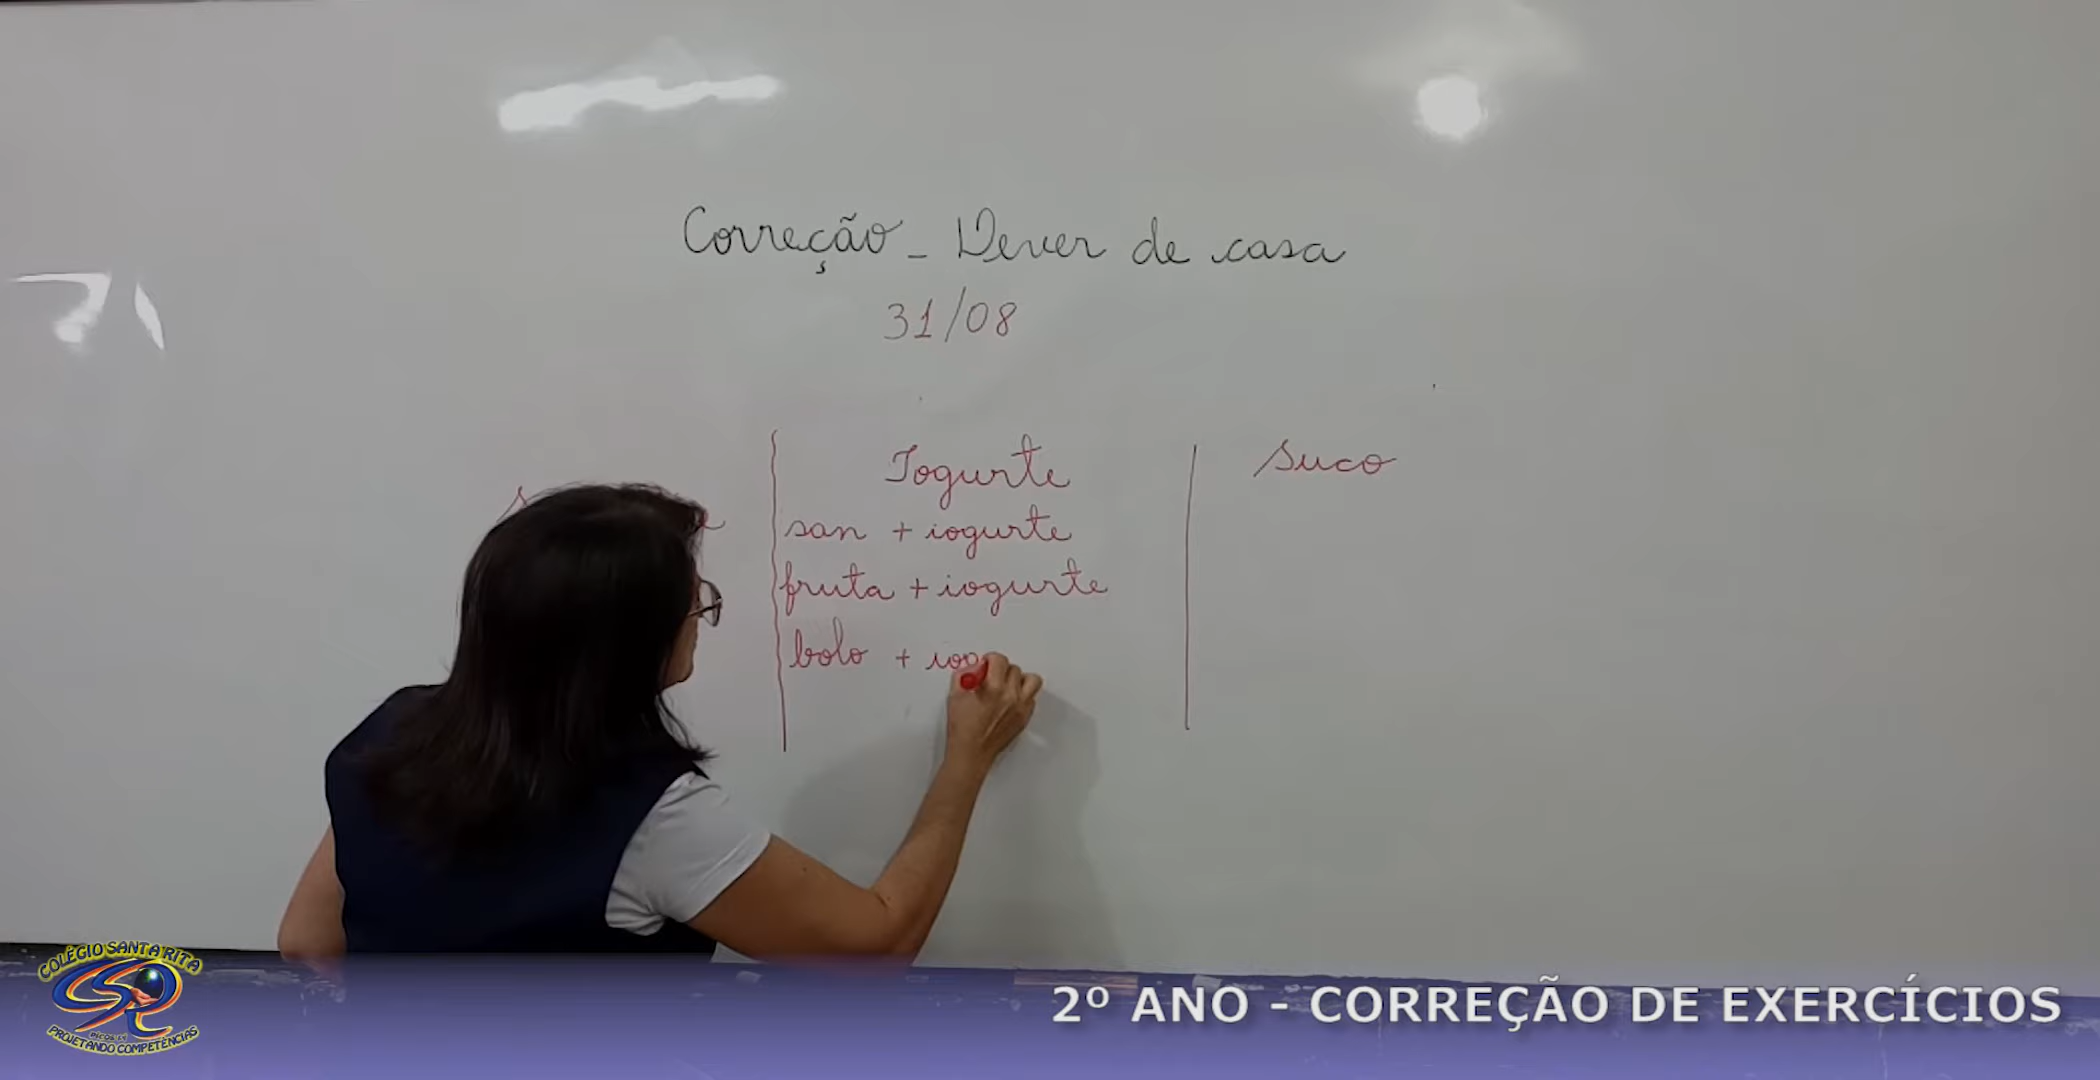 Correção - Dever de casa
31/08
Iogurte
suco
san + iogurte
fruta + iogurte
bolo + iog
COLÉGIO SANTA RITA
PROJETANDO COMPETÊNCIAS
2º ANO - CORREÇÃO DE EXERCÍCIOS